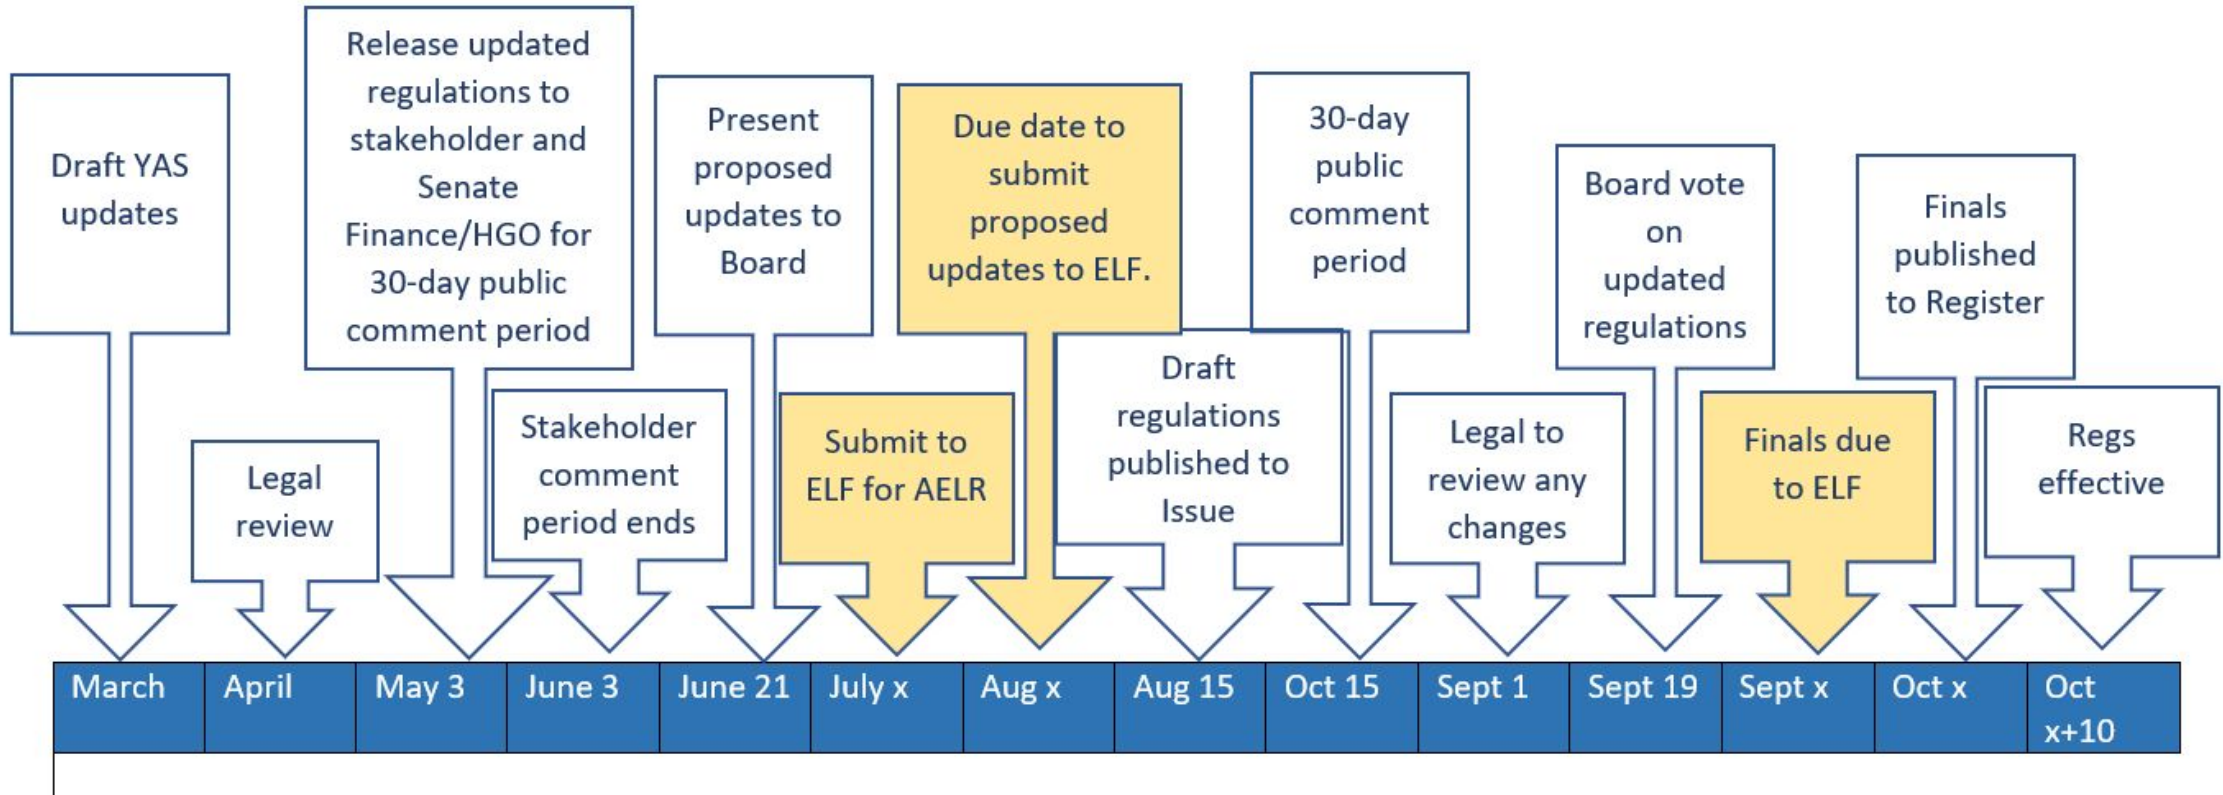 Draft YAS
updates
Legal
review
Release updated
regulations to
stakeholder and
Senate
Finance/HGO for
30-day public
comment period
Stakeholder
comment
period ends
Present
proposed
updates to
Board
Submit to
ELF for AELR
Due date to
submit
proposed
updates to ELF.
Draft
regulations
published to
Issue
30-day
public
comment
period
Legal to
review any
changes
Board vote
on
updated
regulations
Finals due
to ELF
Finals
published
to Register
Regs
effective
March
April
May 3
June 3
June 21
July x
Aug x
Aug 15
Oct 15
Sept 1
Sept 19
Sept x
Oct x
Oct
x+10